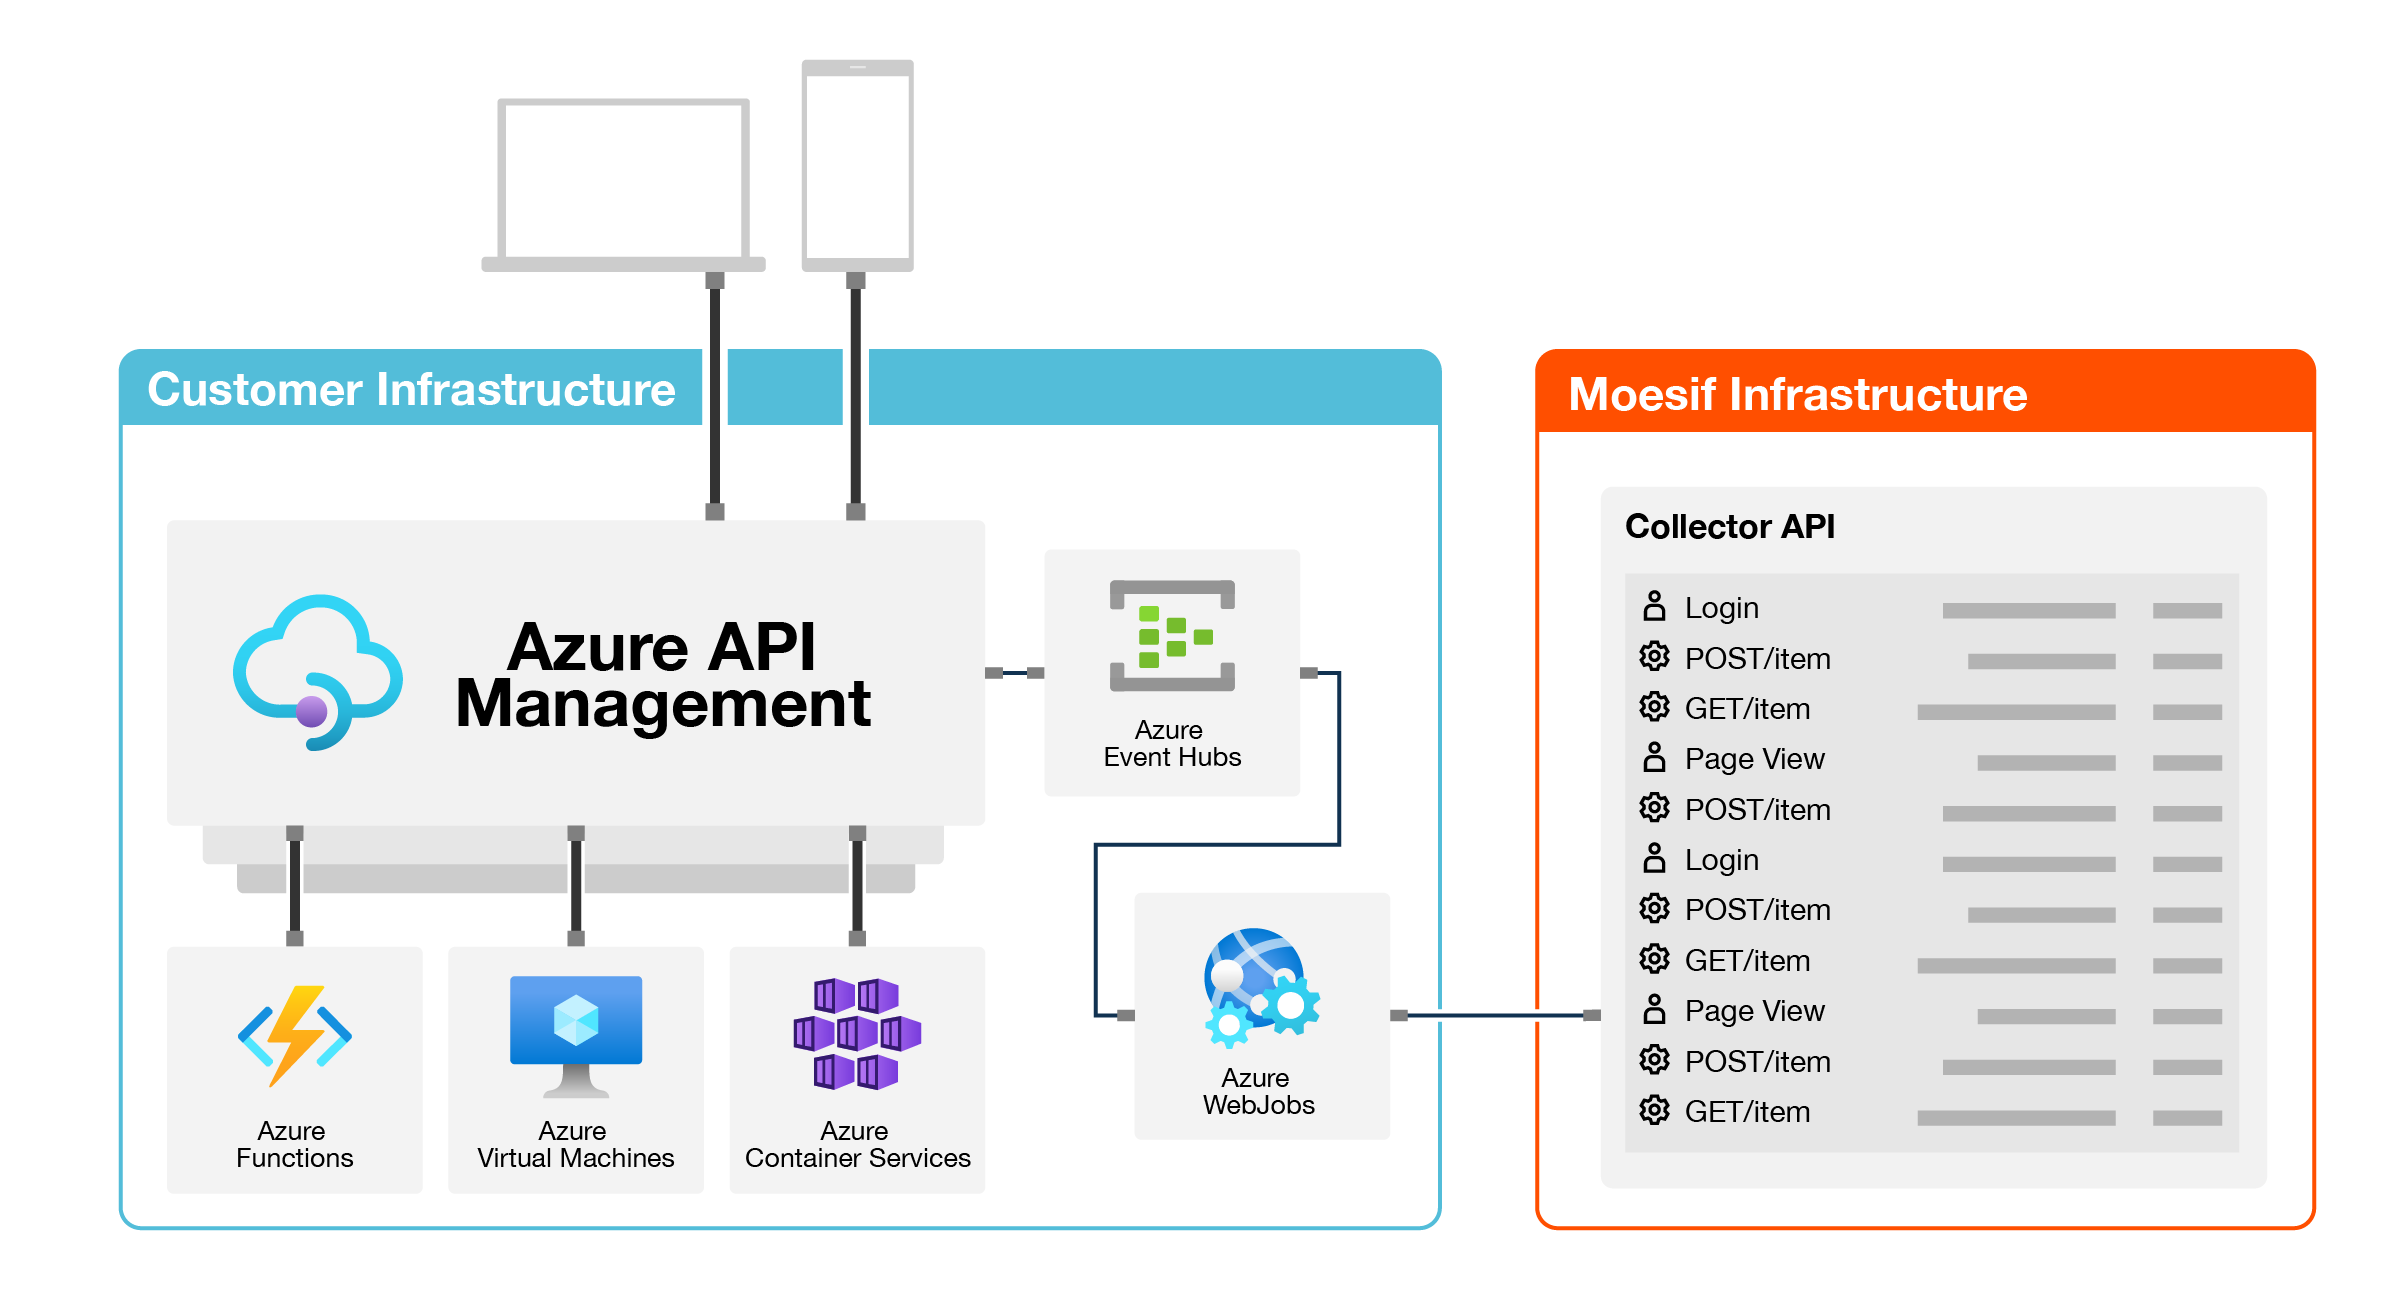 Customer Infrastructure
Azure API
Management
Azure
Event Hubs
Azure
Functions
Azure
Virtual Machines
Azure
Container Services
Azure
WebJobs
Moesif Infrastructure
Collector API
Login
POST/item
GET/item
Page View
POST/item
Login
POST/item
GET/item
Page View
POST/item
GET/item